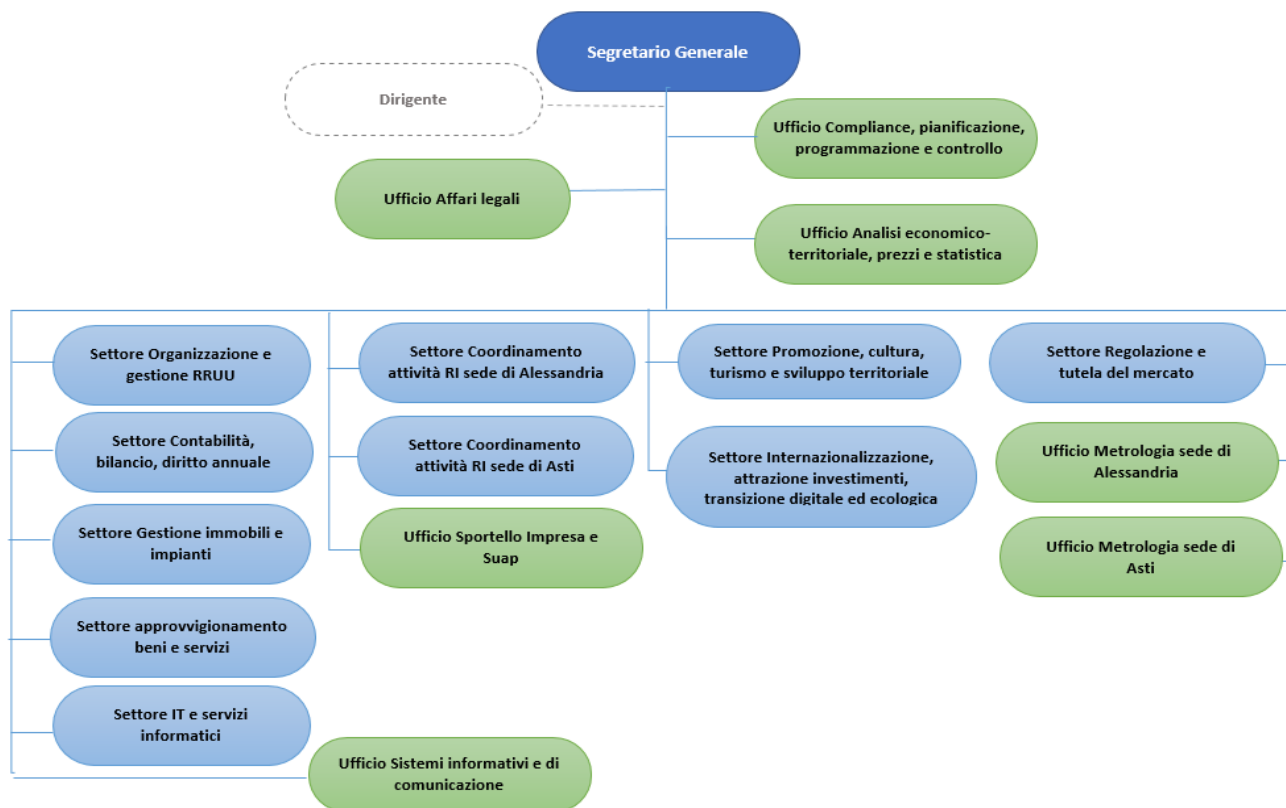 Segretario Generale
Dirigente
Ufficio Compliance, pianificazione,
programmazione e controllo
Ufficio Affari legali
Ufficio Analisi economico-
territoriale, prezzi e statistica
Settore Organizzazione e
gestione RRUU
Settore Contabilità,
bilancio, diritto annuale
Settore Gestione immobili e
impianti
Settore approvvigionamento
beni e servizi
Settore IT e servizi
informatici
Ufficio Sistemi informativi e di
comunicazione
Settore Coordinamento
attività RI sede di Alessandria
Settore Coordinamento
attività RI sede di Asti
Ufficio Sportello Impresa e
Suap
Settore Promozione, cultura,
turismo e sviluppo territoriale
Settore Internazionalizzazione,
attrazione investimenti,
transizione digitale ed ecologica
Settore Regolazione e
tutela del mercato
Ufficio Metrologia sede di
Alessandria
Ufficio Metrologia sede di
Asti